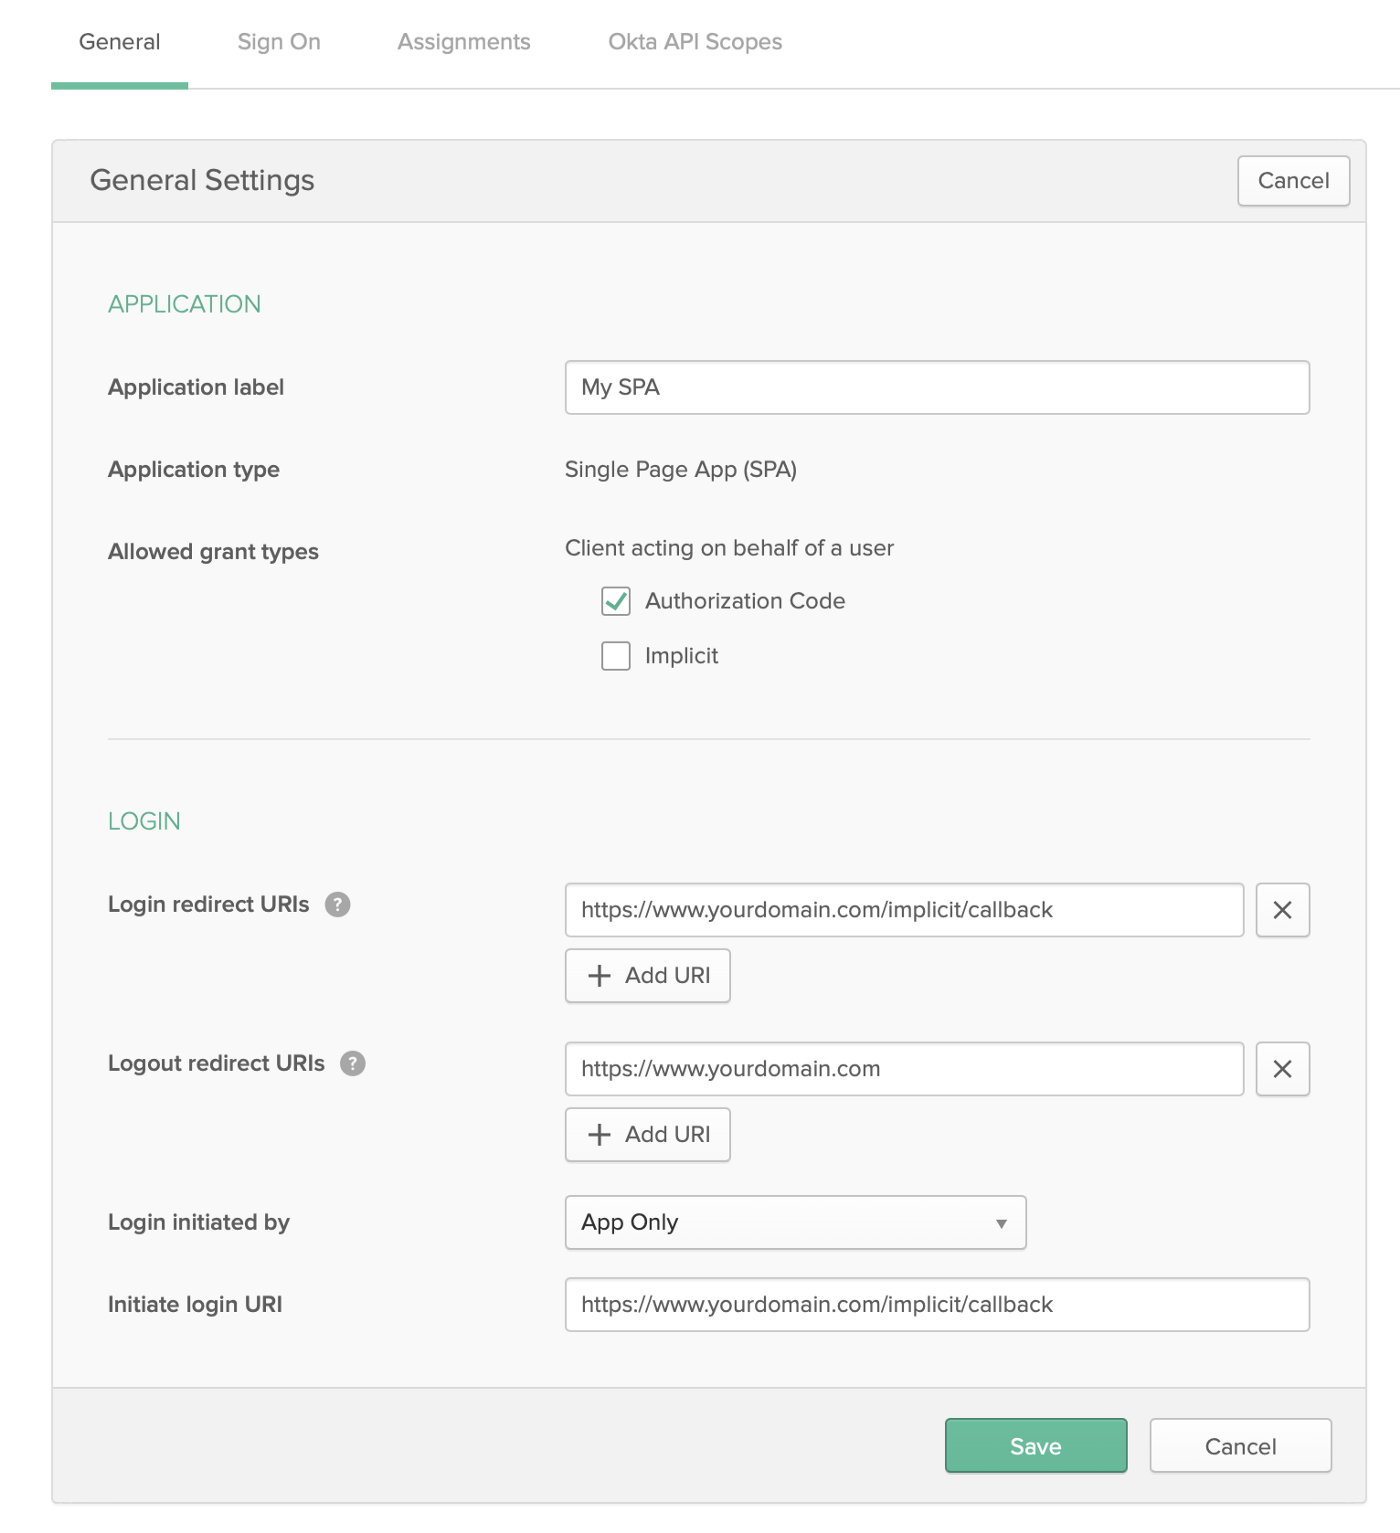 General Sign On Assignments Okta API Scopes
General Settings Cancel
APPLICATION
Application label My SPA
Application type Single Page App (SPA)
Allowed grant types Client acting on behalf of a user
Authorization Code
Implicit
LOGIN
Login redirect URIs ? https://www.yourdomain.com/implicit/callback
Add URI
Logout redirect URIs ? https://www.yourdomain.com
Add URI
Login initiated by App Only
Initiate login URI https://www.yourdomain.com/implicit/callback
Save Cancel